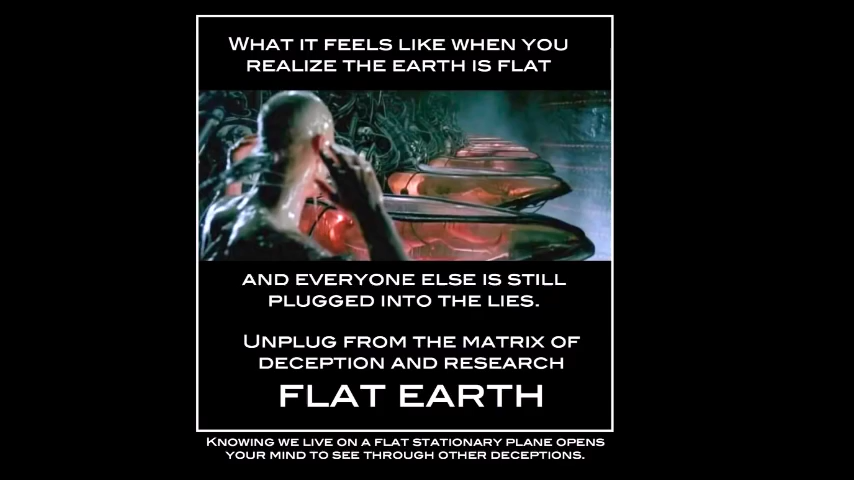 What it feels like when you
realize the earth is flat
and everyone else is still
plugged into the lies.
Unplug from the matrix of
deception and research
FLAT EARTH
Knowing we live on a flat stationary plane opens
your mind to see through other deceptions.